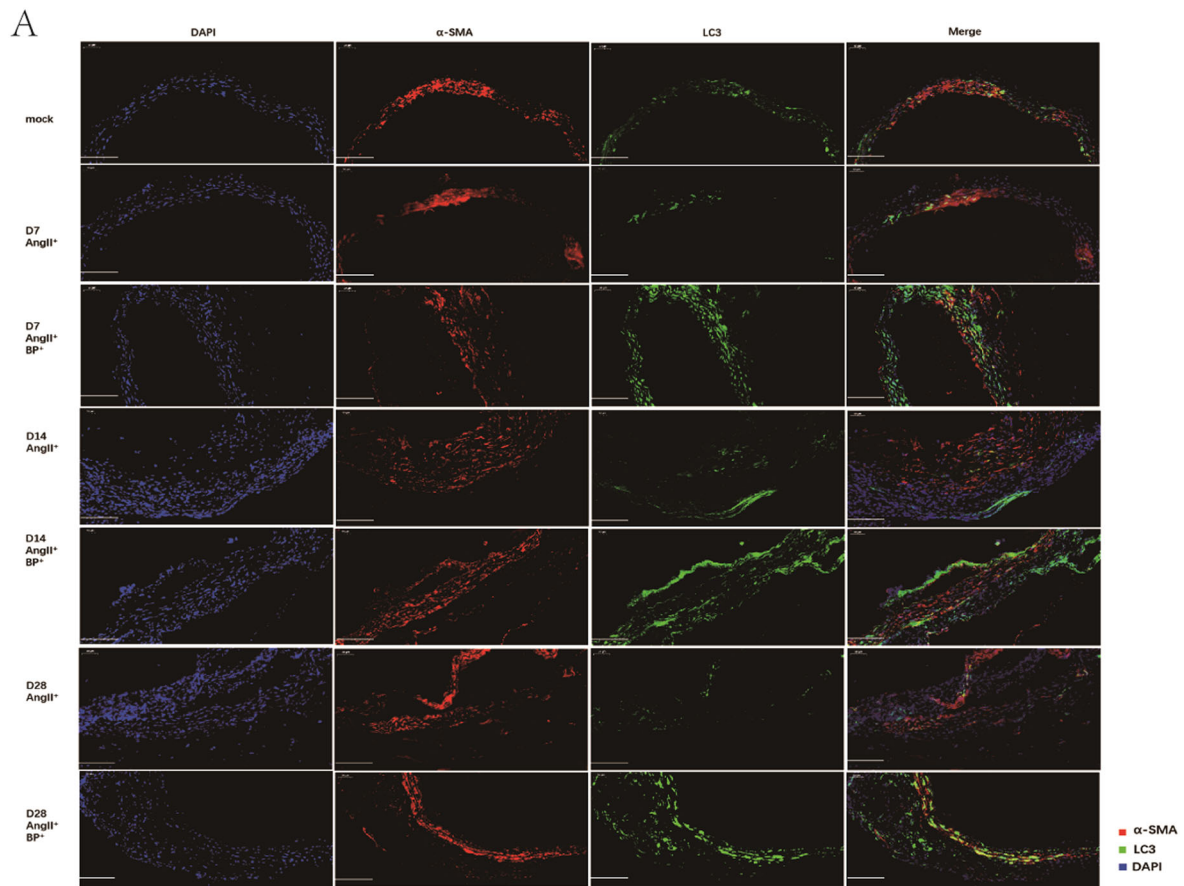 A
DAPI α-SMA LC3 Merge
mock
D7
AngII⁺
D7
AngII⁺
BP⁺
D14
AngII⁺
D14
AngII⁺
BP⁺
D28
AngII⁺
D28
AngII⁺
BP⁺
α-SMA
LC3
DAPI